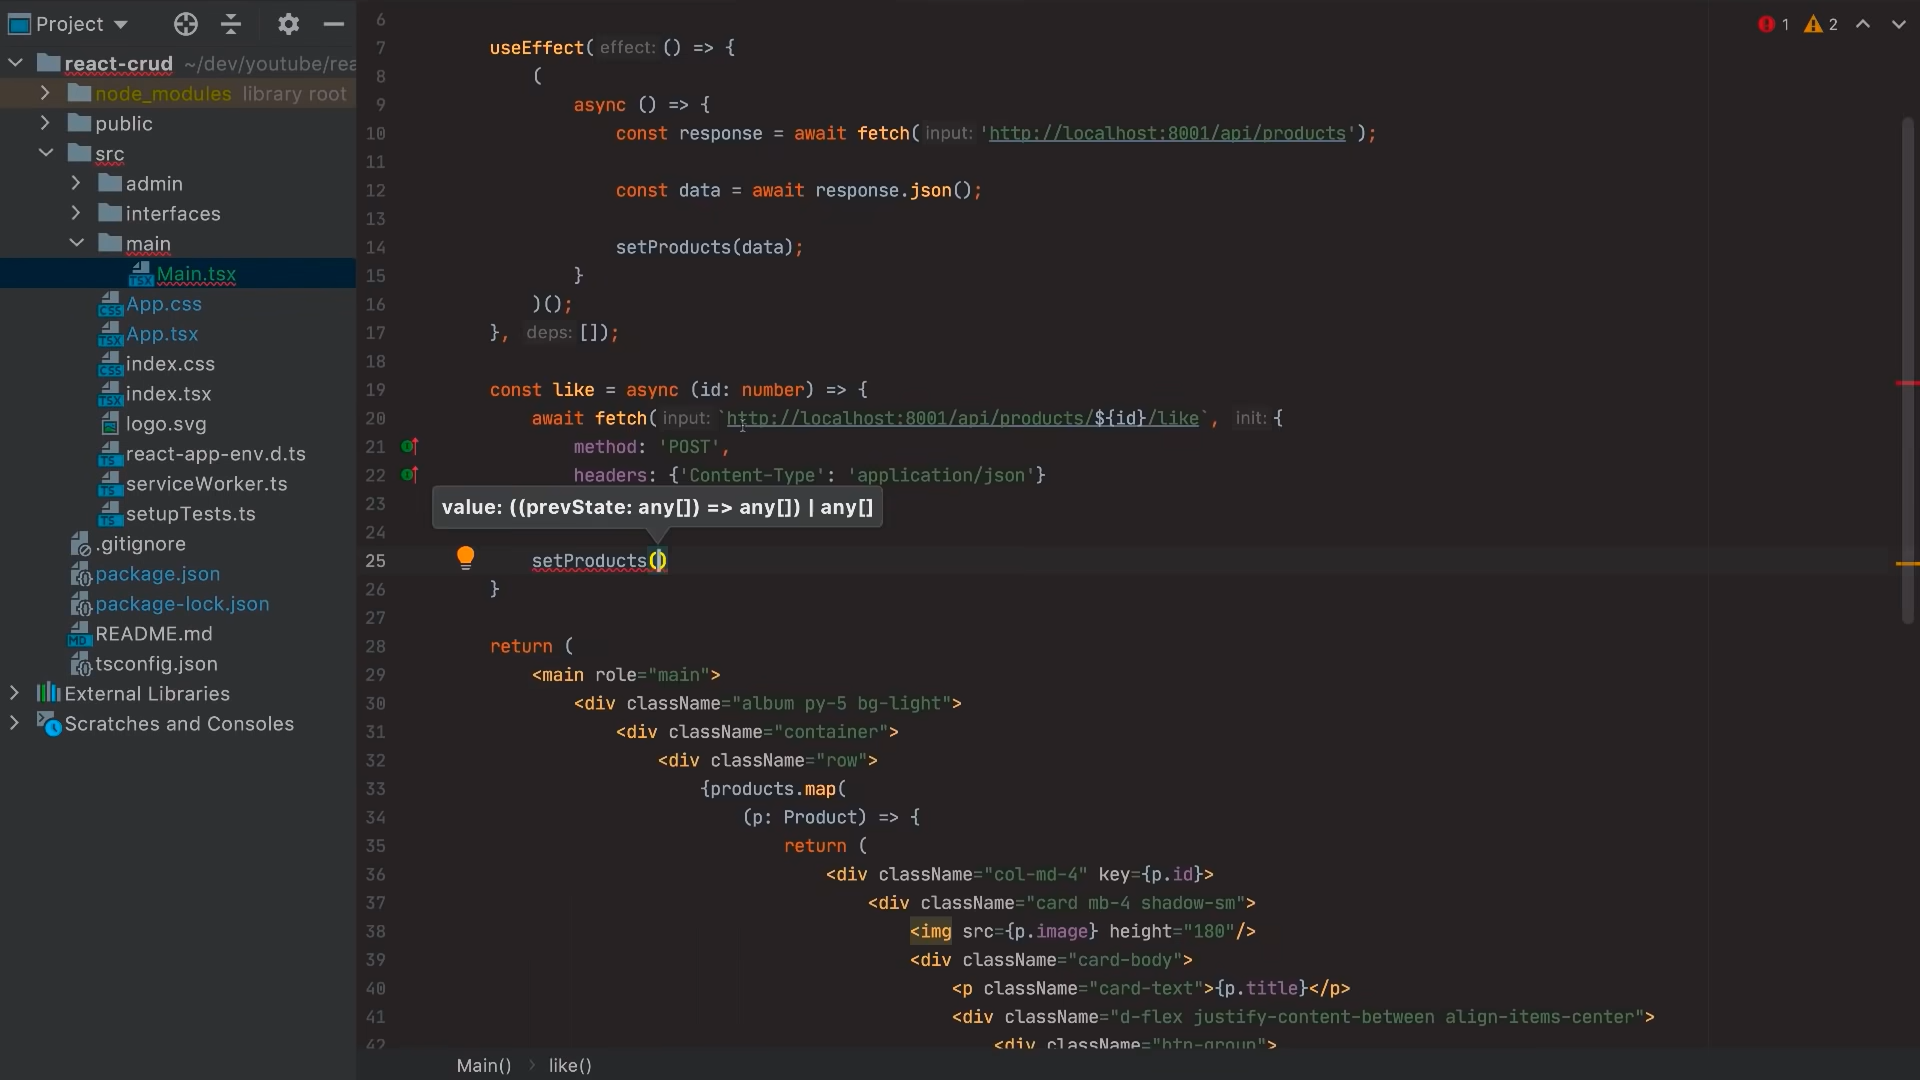 Project
react-crud ~/dev/youtube/rea
node_modules library root
public
src
admin
interfaces
main
Main.tsx
App.css
App.tsx
index.css
index.tsx
logo.svg
react-app-env.d.ts
serviceWorker.ts
setupTests.ts
.gitignore
package.json
package-lock.json
README.md
tsconfig.json
External Libraries
Scratches and Consoles
1 2
6
7 useEffect( effect: () => {
8 (
9 async () => {
10 const response = await fetch( input: 'http://localhost:8001/api/products');
11
12 const data = await response.json();
13
14 setProducts(data);
15 }
16 )();
17 }, deps: []);
18
19 const like = async (id: number) => {
20 await fetch( input: `http://localhost:8001/api/products/${id}/like`, init: {
21 method: 'POST',
22 headers: {'Content-Type': 'application/json'}
23
value: ((prevState: any[]) => any[]) | any[]
24
25 setProducts()
26 }
27
28 return (
29 <main role="main">
30 <div className="album py-5 bg-light">
31 <div className="container">
32 <div className="row">
33 {products.map(
34 (p: Product) => {
35 return (
36 <div className="col-md-4" key={p.id}>
37 <div className="card mb-4 shadow-sm">
38 <img src={p.image} height="180"/>
39 <div className="card-body">
40 <p className="card-text">{p.title}</p>
41 <div className="d-flex justify-content-between align-items-center">
42 <div className="btn-group">
Main() like()